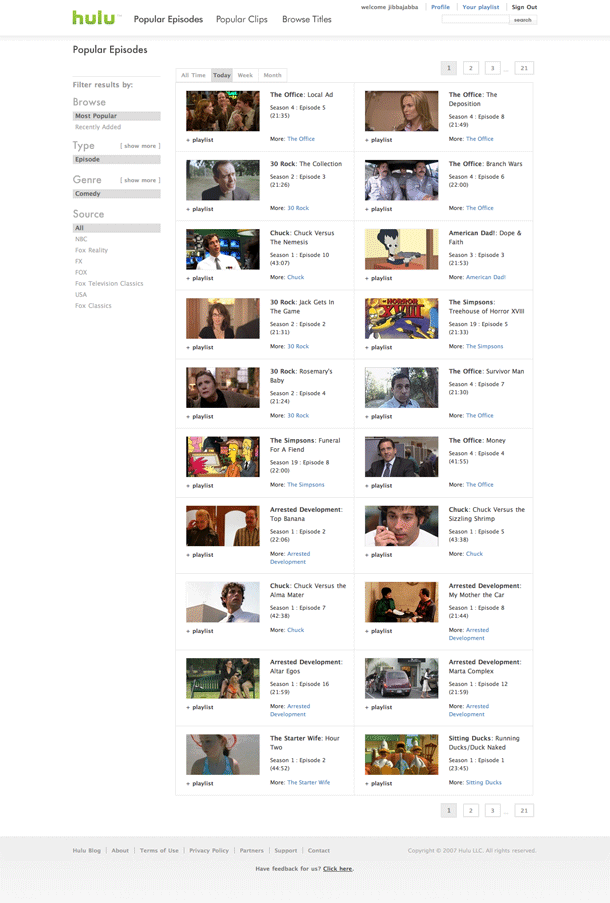 hulu™ Popular Episodes Popular Clips Browse Titles
welcome jibbajabba | Profile | Your playlist | Sign Out
search
Popular Episodes
1 2 3 ... 21
All Time Today Week Month
Filter results by:
Browse
Most Popular
Recently Added
Type [ show more ]
Episode
Genre [ show more ]
Comedy
Source
All
NBC
Fox Reality
FX
FOX
Fox Television Classics
USA
Fox Classics
The Office: Local Ad
Season 4 : Episode 5
(21:35)
+ playlist
More: The Office
The Office: The
Deposition
Season 4 : Episode 8
(21:49)
+ playlist
More: The Office
30 Rock: The Collection
Season 2 : Episode 3
(21:26)
+ playlist
More: 30 Rock
The Office: Branch Wars
Season 4 : Episode 6
(22:00)
+ playlist
More: The Office
Chuck: Chuck Versus
The Nemesis
Season 1 : Episode 10
(43:07)
+ playlist
More: Chuck
American Dad!: Dope &
Faith
Season 3 : Episode 3
(21:53)
+ playlist
More: American Dad!
30 Rock: Jack Gets In
The Game
Season 2 : Episode 2
(21:31)
+ playlist
More: 30 Rock
HORROR
XVIII
The Simpsons:
Treehouse of Horror XVIII
Season 19 : Episode 5
(21:33)
+ playlist
More: The Simpsons
30 Rock: Rosemary's
Baby
Season 2 : Episode 4
(21:24)
+ playlist
More: 30 Rock
The Office: Survivor Man
Season 4 : Episode 7
(21:30)
+ playlist
More: The Office
The Simpsons: Funeral
For A Fiend
Season 19 : Episode 8
(22:00)
+ playlist
More: The Simpsons
The Office: Money
Season 4 : Episode 4
(41:55)
+ playlist
More: The Office
Arrested Development:
Top Banana
Season 1 : Episode 2
(22:06)
+ playlist
More: Arrested
Development
Chuck: Chuck Versus the
Sizzling Shrimp
Season 1 : Episode 5
(43:38)
+ playlist
More: Chuck
Chuck: Chuck Versus the
Alma Mater
Season 1 : Episode 7
(42:38)
+ playlist
More: Chuck
Arrested Development:
My Mother the Car
Season 1 : Episode 8
(21:44)
+ playlist
More: Arrested
Development
Arrested Development:
Altar Egos
Season 1 : Episode 16
(21:59)
+ playlist
More: Arrested
Development
Arrested Development:
Marta Complex
Season 1 : Episode 12
(21:59)
+ playlist
More: Arrested
Development
The Starter Wife: Hour
Two
Season 1 : Episode 2
(44:52)
+ playlist
More: The Starter Wife
Sitting Ducks: Running
Ducks/Duck Naked
Season 1 : Episode 1
(23:45)
+ playlist
More: Sitting Ducks
1 2 3 ... 21
Hulu Blog | About | Terms of Use | Privacy Policy | Partners | Support | Contact
Copyright © 2007 Hulu LLC. All rights reserved.
Have feedback for us? Click here.